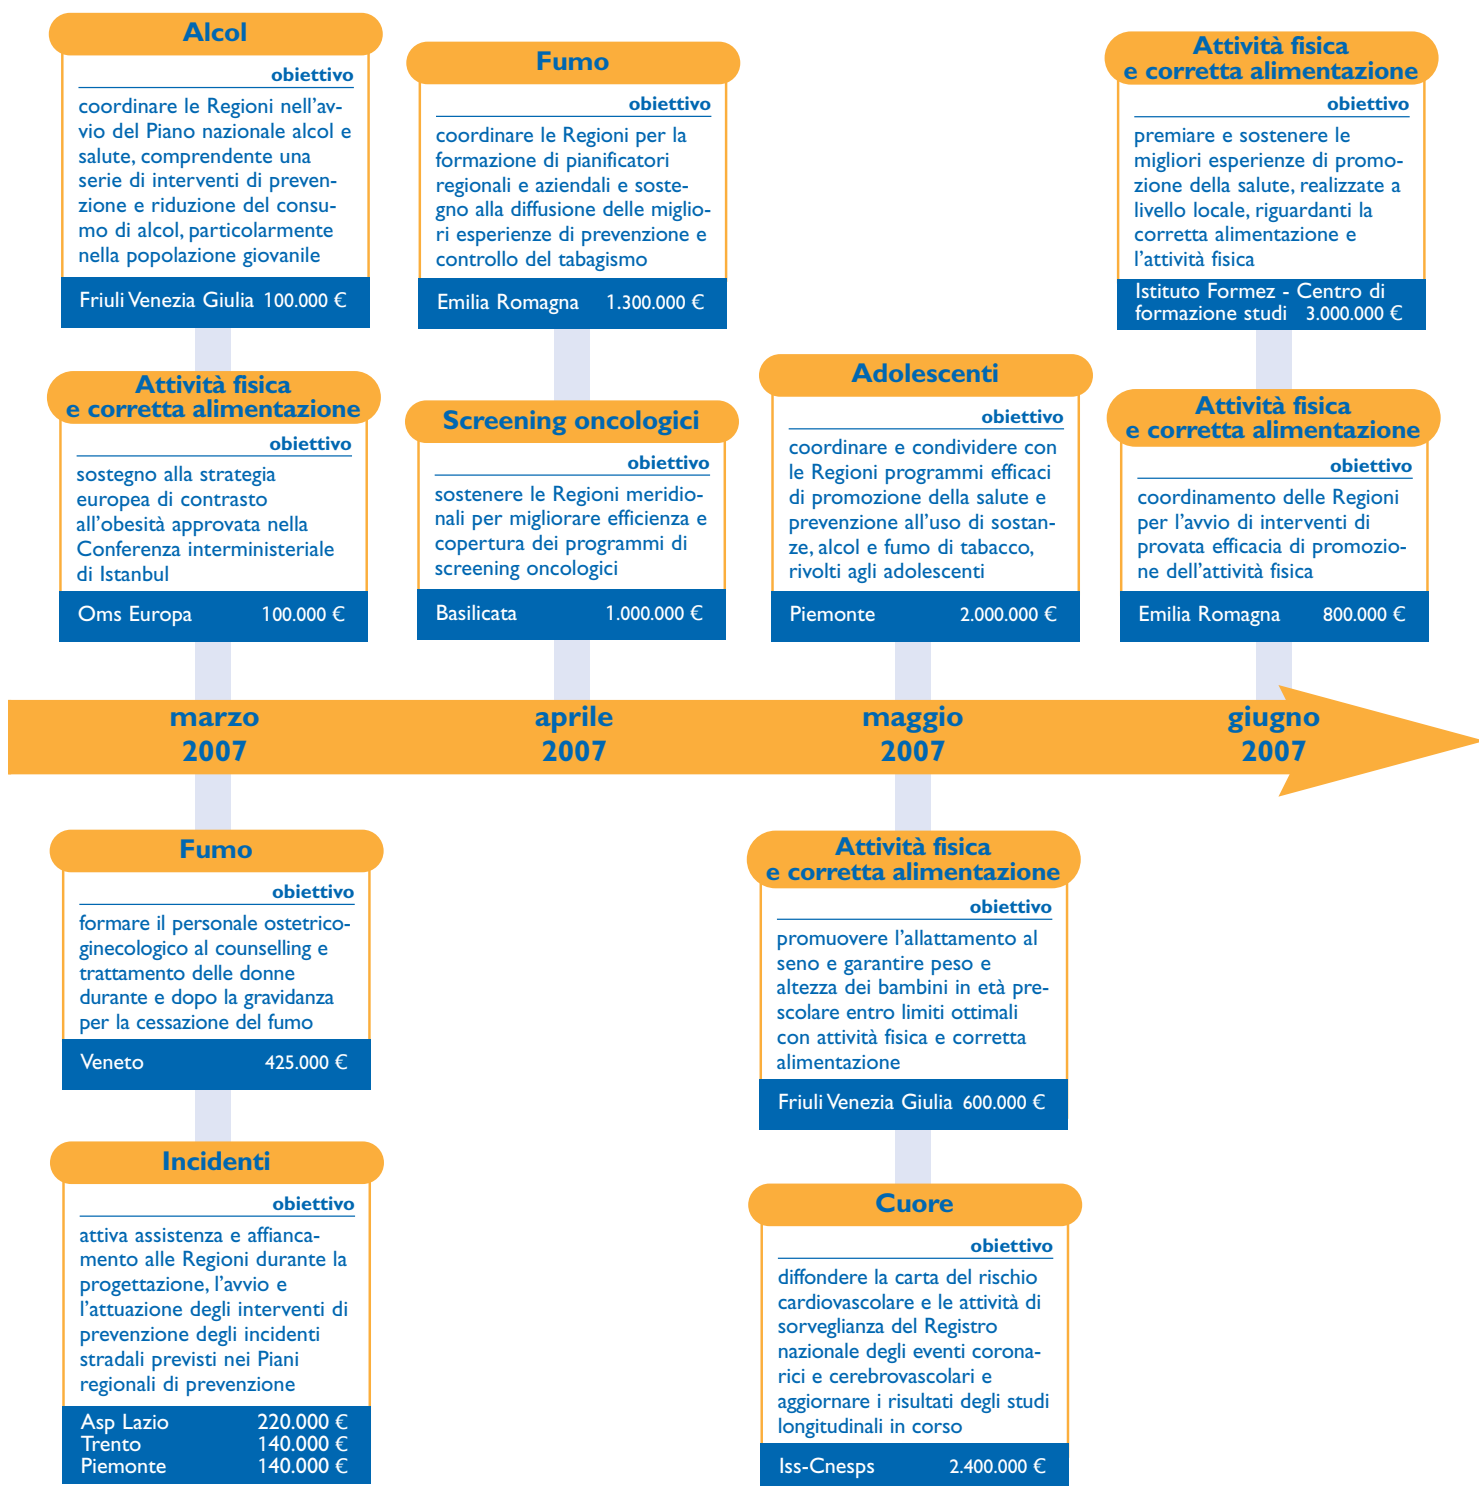 Alcol
obiettivo
coordinare le Regioni nell'av-
vio del Piano nazionale alcol e
salute, comprendente una
serie di interventi di preven-
zione e riduzione del consu-
mo di alcol, particolarmente
nella popolazione giovanile
Friuli Venezia Giulia 100.000 €
Attività fisica
e corretta alimentazione
obiettivo
sostegno alla strategia
europea di contrasto
all'obesità approvata nella
Conferenza interministeriale
di Istanbul
Oms Europa 100.000 €
Fumo
obiettivo
coordinare le Regioni per la
formazione di pianificatori
regionali e aziendali e soste-
gno alla diffusione delle miglio-
ri esperienze di prevenzione e
controllo del tabagismo
Emilia Romagna 1.300.000 €
Screening oncologici
obiettivo
sostenere le Regioni meridio-
nali per migliorare efficienza e
copertura dei programmi di
screening oncologici
Basilicata 1.000.000 €
Adolescenti
obiettivo
coordinare e condividere con
le Regioni programmi efficaci
di promozione della salute e
prevenzione all'uso di sostan-
ze, alcol e fumo di tabacco,
rivolti agli adolescenti
Piemonte 2.000.000 €
Attività fisica
e corretta alimentazione
obiettivo
premiare e sostenere le
migliori esperienze di promo-
zione della salute, realizzate a
livello locale, riguardanti la
corretta alimentazione e
l'attività fisica
Istituto Formez - Centro di
formazione studi 3.000.000 €
Attività fisica
e corretta alimentazione
obiettivo
coordinamento delle Regioni
per l'avvio di interventi di
provata efficacia di promozio-
ne dell'attività fisica
Emilia Romagna 800.000 €
marzo
2007
aprile
2007
maggio
2007
giugno
2007
Fumo
obiettivo
formare il personale ostetrico-
ginecologico al counselling e
trattamento delle donne
durante e dopo la gravidanza
per la cessazione del fumo
Veneto 425.000 €
Incidenti
obiettivo
attiva assistenza e affianca-
mento alle Regioni durante la
progettazione, l'avvio e
l'attuazione degli interventi di
prevenzione degli incidenti
stradali previsti nei Piani
regionali di prevenzione
Asp Lazio 220.000 €
Trento 140.000 €
Piemonte 140.000 €
Attività fisica
e corretta alimentazione
obiettivo
promuovere l'allattamento al
seno e garantire peso e
altezza dei bambini in età pre-
scolare entro limiti ottimali
con attività fisica e corretta
alimentazione
Friuli Venezia Giulia 600.000 €
Cuore
obiettivo
diffondere la carta del rischio
cardiovascolare e le attività di
sorveglianza del Registro
nazionale degli eventi corona-
rici e cerebrovascolari e
aggiornare i risultati degli studi
longitudinali in corso
Iss-Cnesps 2.400.000 €